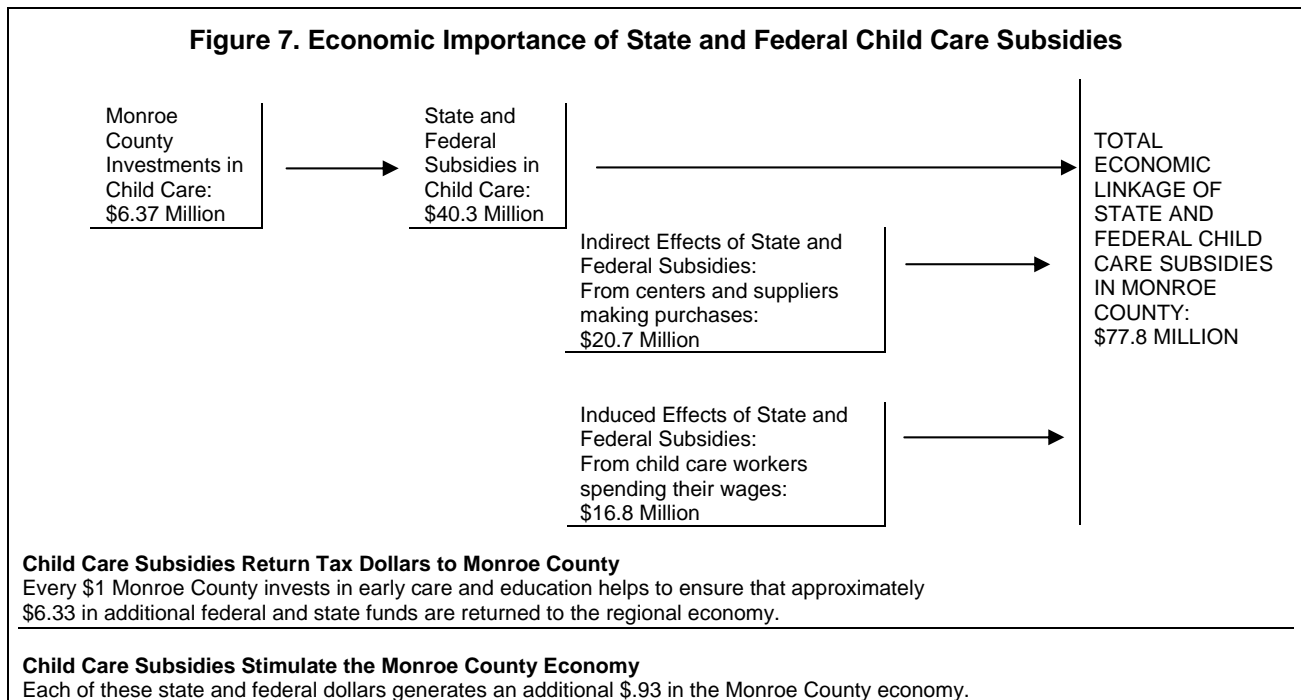 Figure 7. Economic Importance of State and Federal Child Care Subsidies
Monroe
County
Investments in
Child Care:
$6.37 Million
State and
Federal
Subsidies in
Child Care:
$40.3 Million
Indirect Effects of State and
Federal Subsidies:
From centers and suppliers
making purchases:
$20.7 Million
Induced Effects of State and
Federal Subsidies:
From child care workers
spending their wages:
$16.8 Million
TOTAL
ECONOMIC
LINKAGE OF
STATE AND
FEDERAL CHILD
CARE SUBSIDIES
IN MONROE
COUNTY:
$77.8 MILLION
Child Care Subsidies Return Tax Dollars to Monroe County
Every $1 Monroe County invests in early care and education helps to ensure that approximately
$6.33 in additional federal and state funds are returned to the regional economy.
Child Care Subsidies Stimulate the Monroe County Economy
Each of these state and federal dollars generates an additional $.93 in the Monroe County economy.